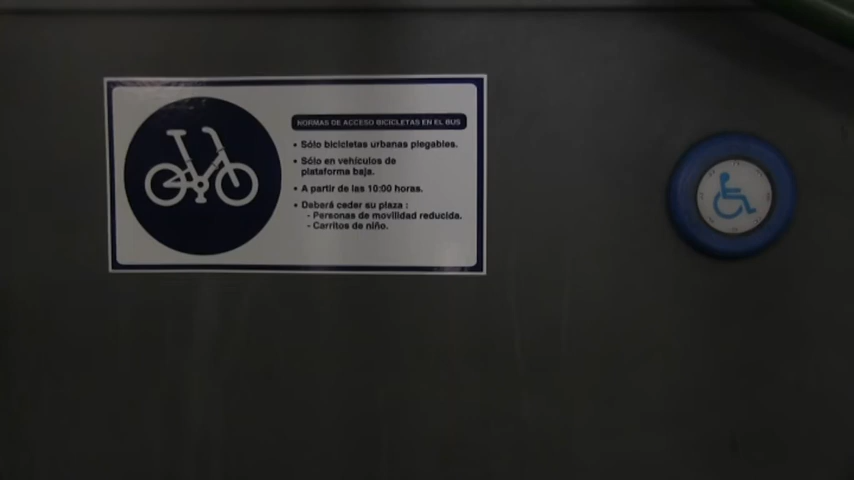 NORMAS DE ACCESO BICICLETAS EN EL BUS
• Sólo bicicletas urbanas plegables.
• Sólo en vehículos de
plataforma baja.
• A partir de las 10:00 horas.
• Deberá ceder su plaza :
- Personas de movilidad reducida.
- Carritos de niño.